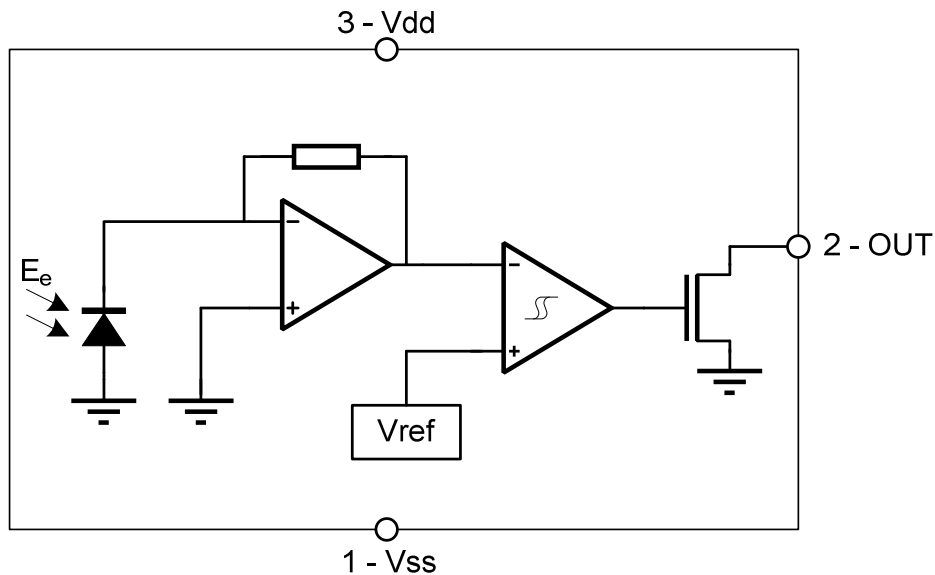 3 - Vdd
2 - OUT
Ee
−
+
−
+
Vref
1 - Vss